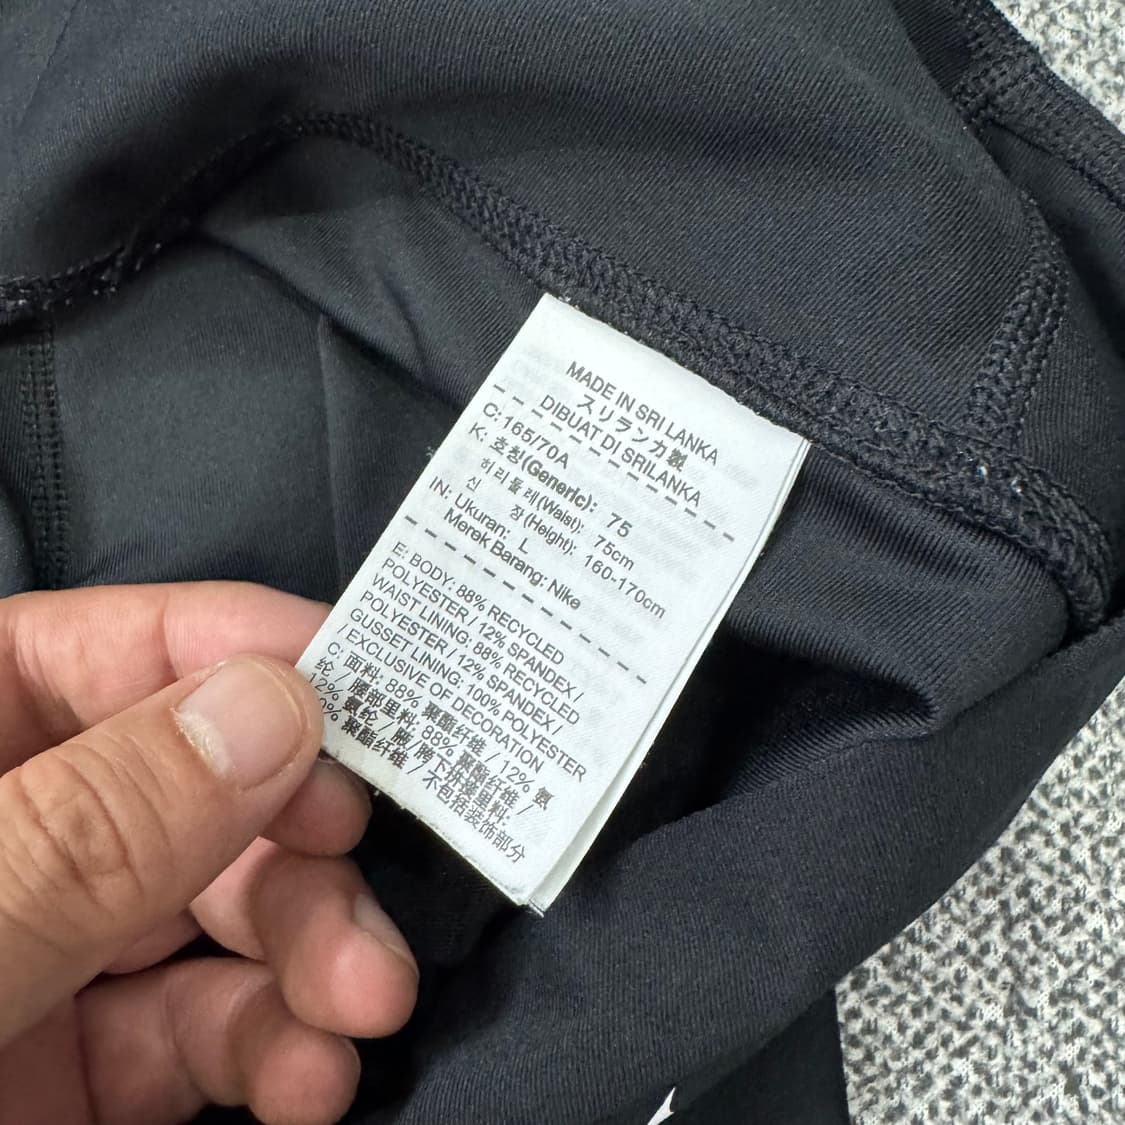 MADE IN SRI LANKA
スリランカ製
DIBUAT DI SRILANKA
C: 165/70A
K: 호칭(Generic): 75
허리둘레(Waist): 75cm
신 장(Height): 160-170cm
IN: Ukuran: L
Merek Barang: Nike
E: BODY: 88% RECYCLED
POLYESTER / 12% SPANDEX /
WAIST LINING: 88% RECYCLED
POLYESTER / 12% SPANDEX /
GUSSET LINING: 100% POLYESTER
/ EXCLUSIVE OF DECORATION
C: 面料: 88% 聚酯纤维 / 12% 氨
纶 / 腰部里料: 88% 聚酯纤维 /
12% 氨纶 / 胯下拼接里料:
0% 聚酯纤维 / 不包括装饰部分